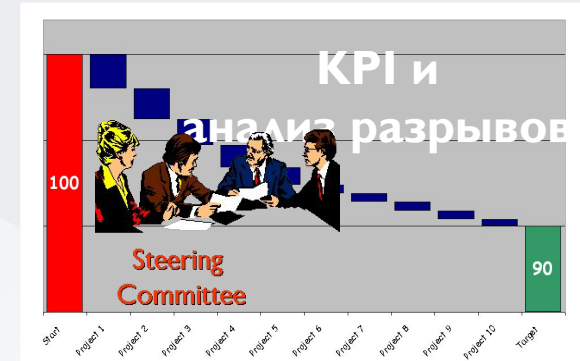 KPI и
анализ разрывов
100
Steering
Committee
90
Start
Project 1
Project 2
Project 3
Project 4
Project 5
Project 6
Project 7
Project 8
Project 9
Project 10
Target